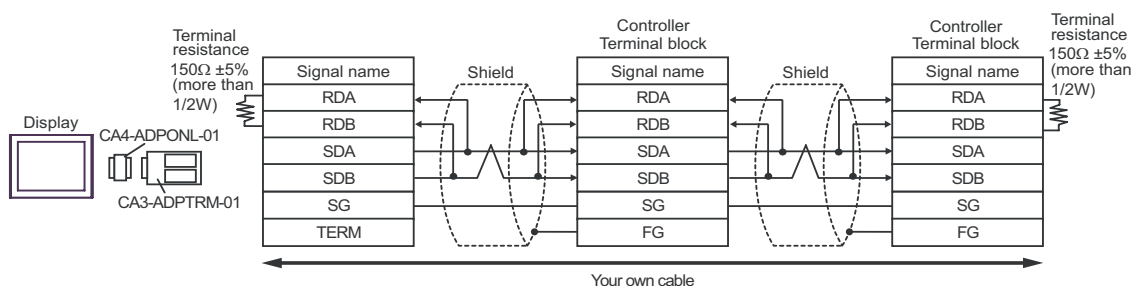 Display
CA4-ADPONL-01
CA3-ADPTRM-01
Terminal
resistance
150Ω ±5%
(more than
1/2W)
Signal name
RDA
RDB
SDA
SDB
SG
TERM
Shield
Controller
Terminal block
Signal name
RDA
RDB
SDA
SDB
SG
FG
Shield
Controller
Terminal block
Signal name
RDA
RDB
SDA
SDB
SG
FG
Terminal
resistance
150Ω ±5%
(more than
1/2W)
Your own cable